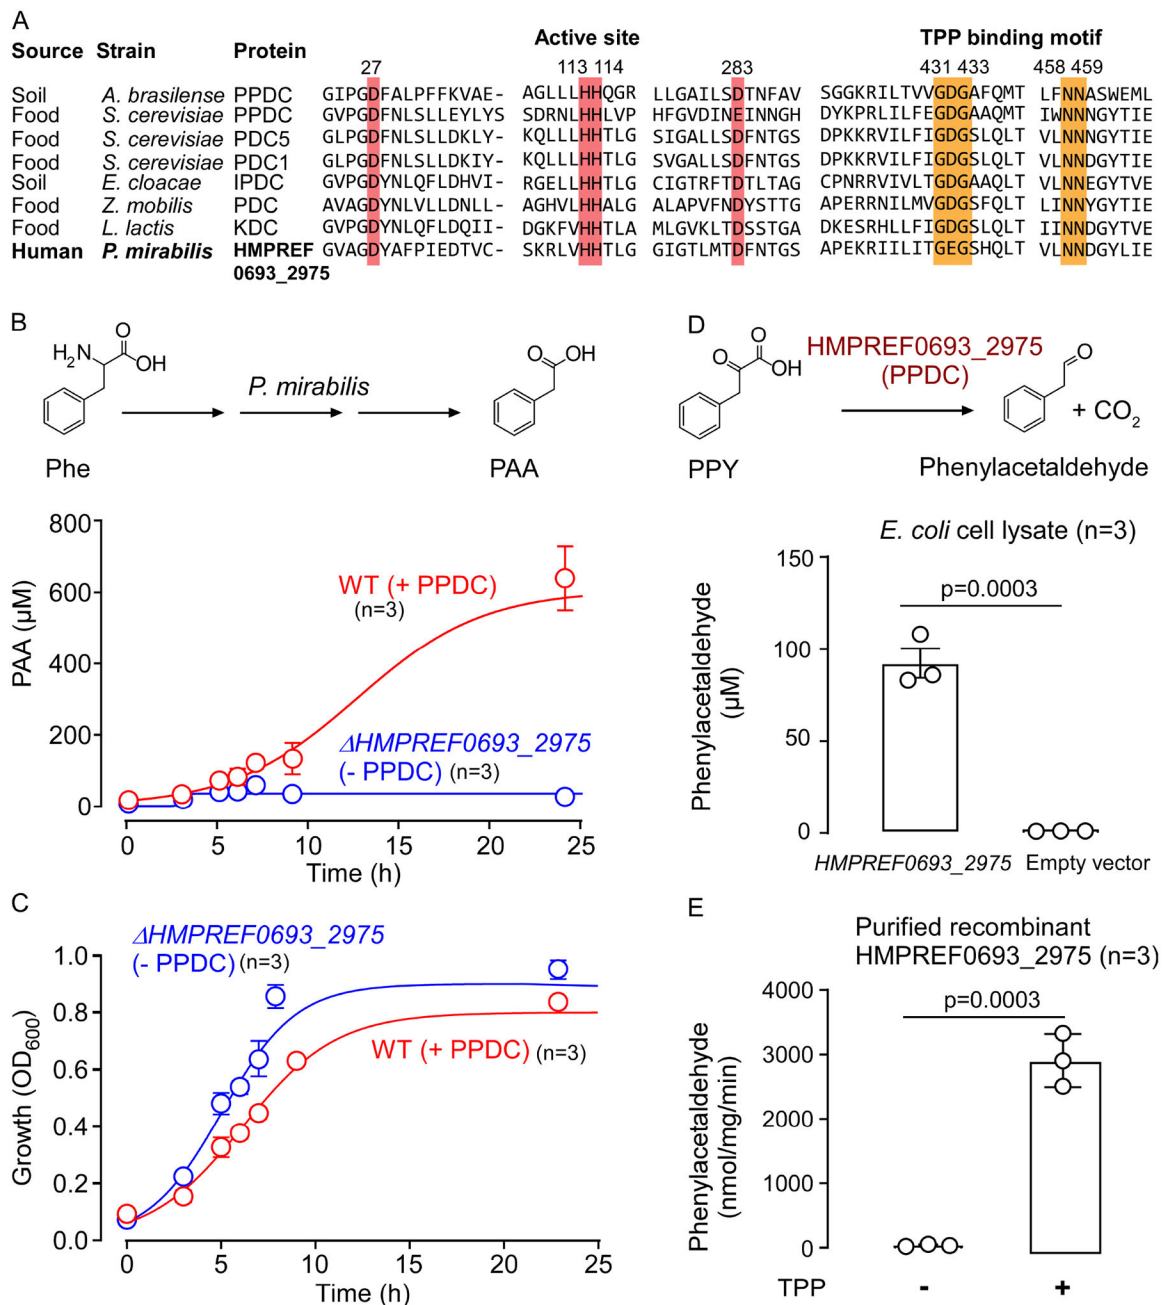 A
Source Strain Protein Active site TPP binding motif
27 113 114 283 431 433 458 459
Soil A. brasilense PPDC GIPGDFALPFFKVAE- AGLLLHHQGR LLGAILSDTNFAV SGGKRILTVVGDGAFQMT LFNNASWEML
Food S. cerevisiae PPDC GVPGDFNLSLLEYLYS SDRNLHHLVP HFGVDINEINNGH DYKPRLILFEGDGAAQMT IWNNNGYTIE
Food S. cerevisiae PDC5 GLPGDFNLSLLDKLY- KQLLLHHTLG SIGALLSDFNTGS DPKKRVILFIGDGSLQLT VLNNNGYTIE
Food S. cerevisiae PDC1 GLPGDFNLSLLDKIY- KQLLLHHTLG SVGALLSDFNTGS DPKKRVILFIGDGSLQLT VLNNDGYTIE
Soil E. cloacae IPDC GVPGDYNLQFLDHVI- RGELLHHTLG CIGTRFTDTLTAG CPNRRVIVLTGDGAAQLT VLNNEGYTVE
Food Z. mobilis PDC AVAGDYNLVLLDNLL- AGHVLHHALG ALAPVFNDYSTTG APERRNILMVGDGSFQLT LINNYGYTIE
Food L. lactis KDC GVPGDYNLQFLDQII- DGKFVHHTLA MLGVKLTDSSTGA DKESRHLLFIGDGSLQLT IINNDGYTVE
Human P. mirabilis HMPREF GVAGDYAFPIEDTVC- SKRLVHHTLG GIGTLMTDFNSGA APEKRIILITGEGSHQLT VLNNDGYLIE
0693_2975
B
H2N O OH
Phe
P. mirabilis
O OH
PAA
PAA (µM)
800
600
400
200
0
WT (+ PPDC)
(n=3)
ΔHMPREF0693_2975
(- PPDC) (n=3)
0 5 10 15 20 25
Time (h)
C
ΔHMPREF0693_2975
(- PPDC) (n=3)
WT (+ PPDC) (n=3)
Growth (OD600)
1.0
0.8
0.6
0.4
0.2
0.0
0 5 10 15 20 25
Time (h)
D
O O OH
PPY
HMPREF0693_2975
(PPDC)
O
+ CO2
Phenylacetaldehyde
E. coli cell lysate (n=3)
p=0.0003
Phenylacetaldehyde
(µM)
150
100
50
0
HMPREF0693_2975 Empty vector
E
Purified recombinant
HMPREF0693_2975 (n=3)
p=0.0003
Phenylacetaldehyde
(nmol/mg/min)
4000
3000
2000
1000
0
TPP - +